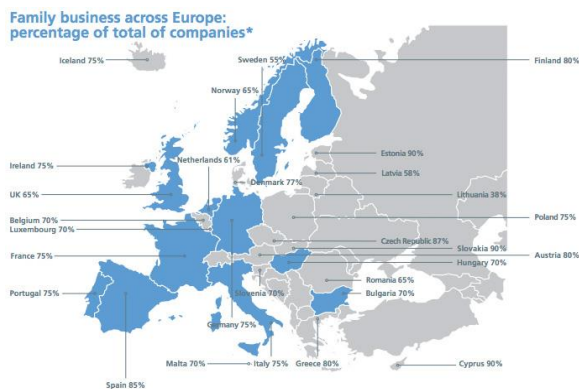 Family business across Europe:
percentage of total of companies*
Iceland 75%
Sweden 55%
Finland 80%
Norway 65%
Netherlands 61%
Estonia 90%
Ireland 75%
Latvia 58%
Denmark 77%
UK 65%
Lithuania 38%
Belgium 70%
Poland 75%
Luxembourg 70%
Czech Republic 87%
Slovakia 90%
France 75%
Austria 80%
Hungary 70%
Romania 65%
Portugal 75%
Slovenia 70%
Bulgaria 70%
Germany 75%
Malta 70%
Italy 75%
Greece 80%
Cyprus 90%
Spain 85%